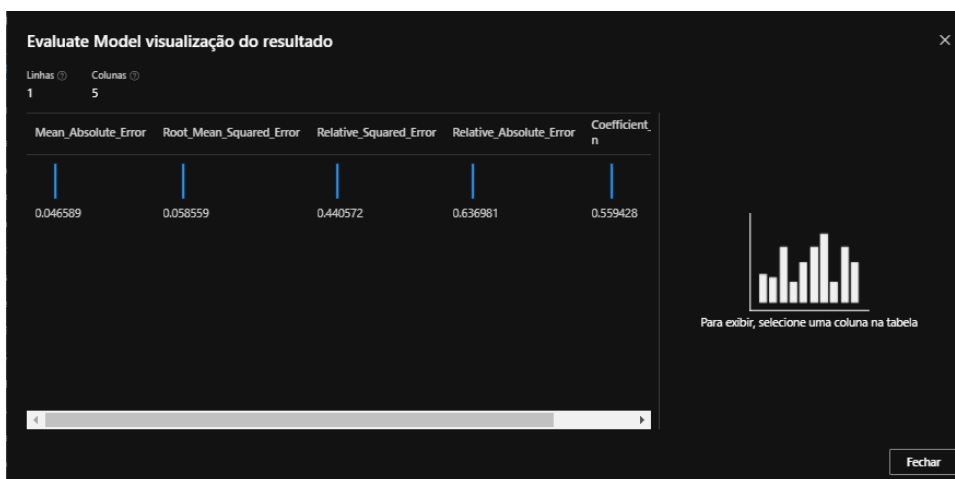 Evaluate Model visualização do resultado
Linhas Colunas
1 5
Mean_Absolute_Error Root_Mean_Squared_Error Relative_Squared_Error Relative_Absolute_Error Coefficient_
n
0.046589 0.058559 0.440572 0.636981 0.559428
Para exibir, selecione uma coluna na tabela
Fechar